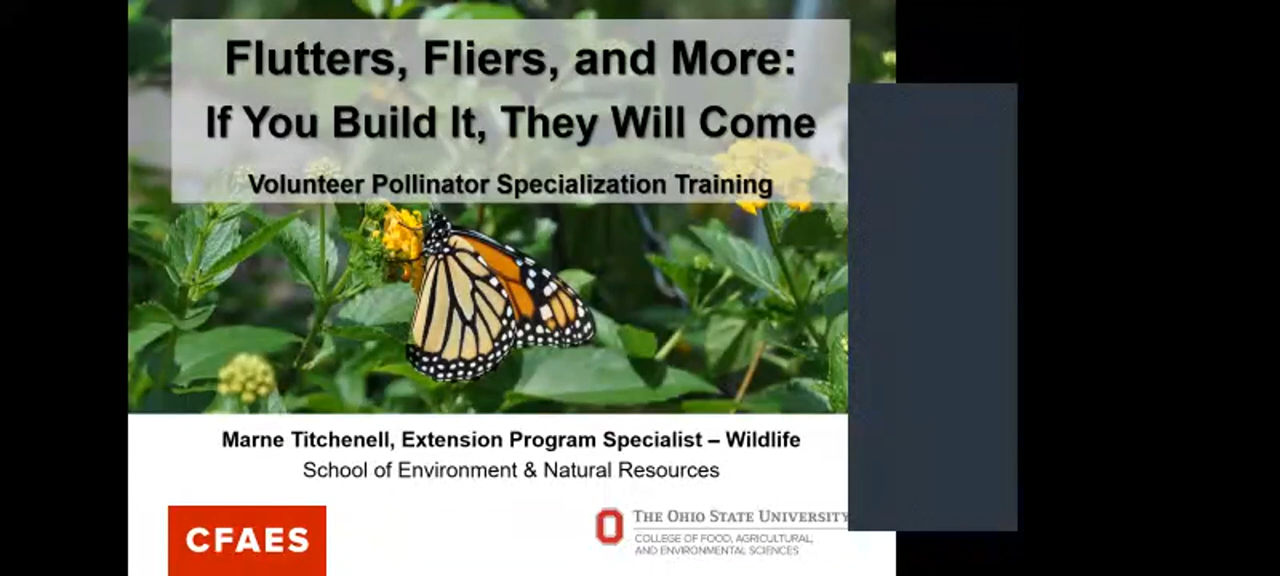 Flutters, Fliers, and More:
If You Build It, They Will Come
Volunteer Pollinator Specialization Training
Marne Titchenell, Extension Program Specialist – Wildlife
School of Environment & Natural Resources
CFAES
THE OHIO STATE UNIVERSITY
COLLEGE OF FOOD, AGRICULTURAL,
AND ENVIRONMENTAL SCIENCES